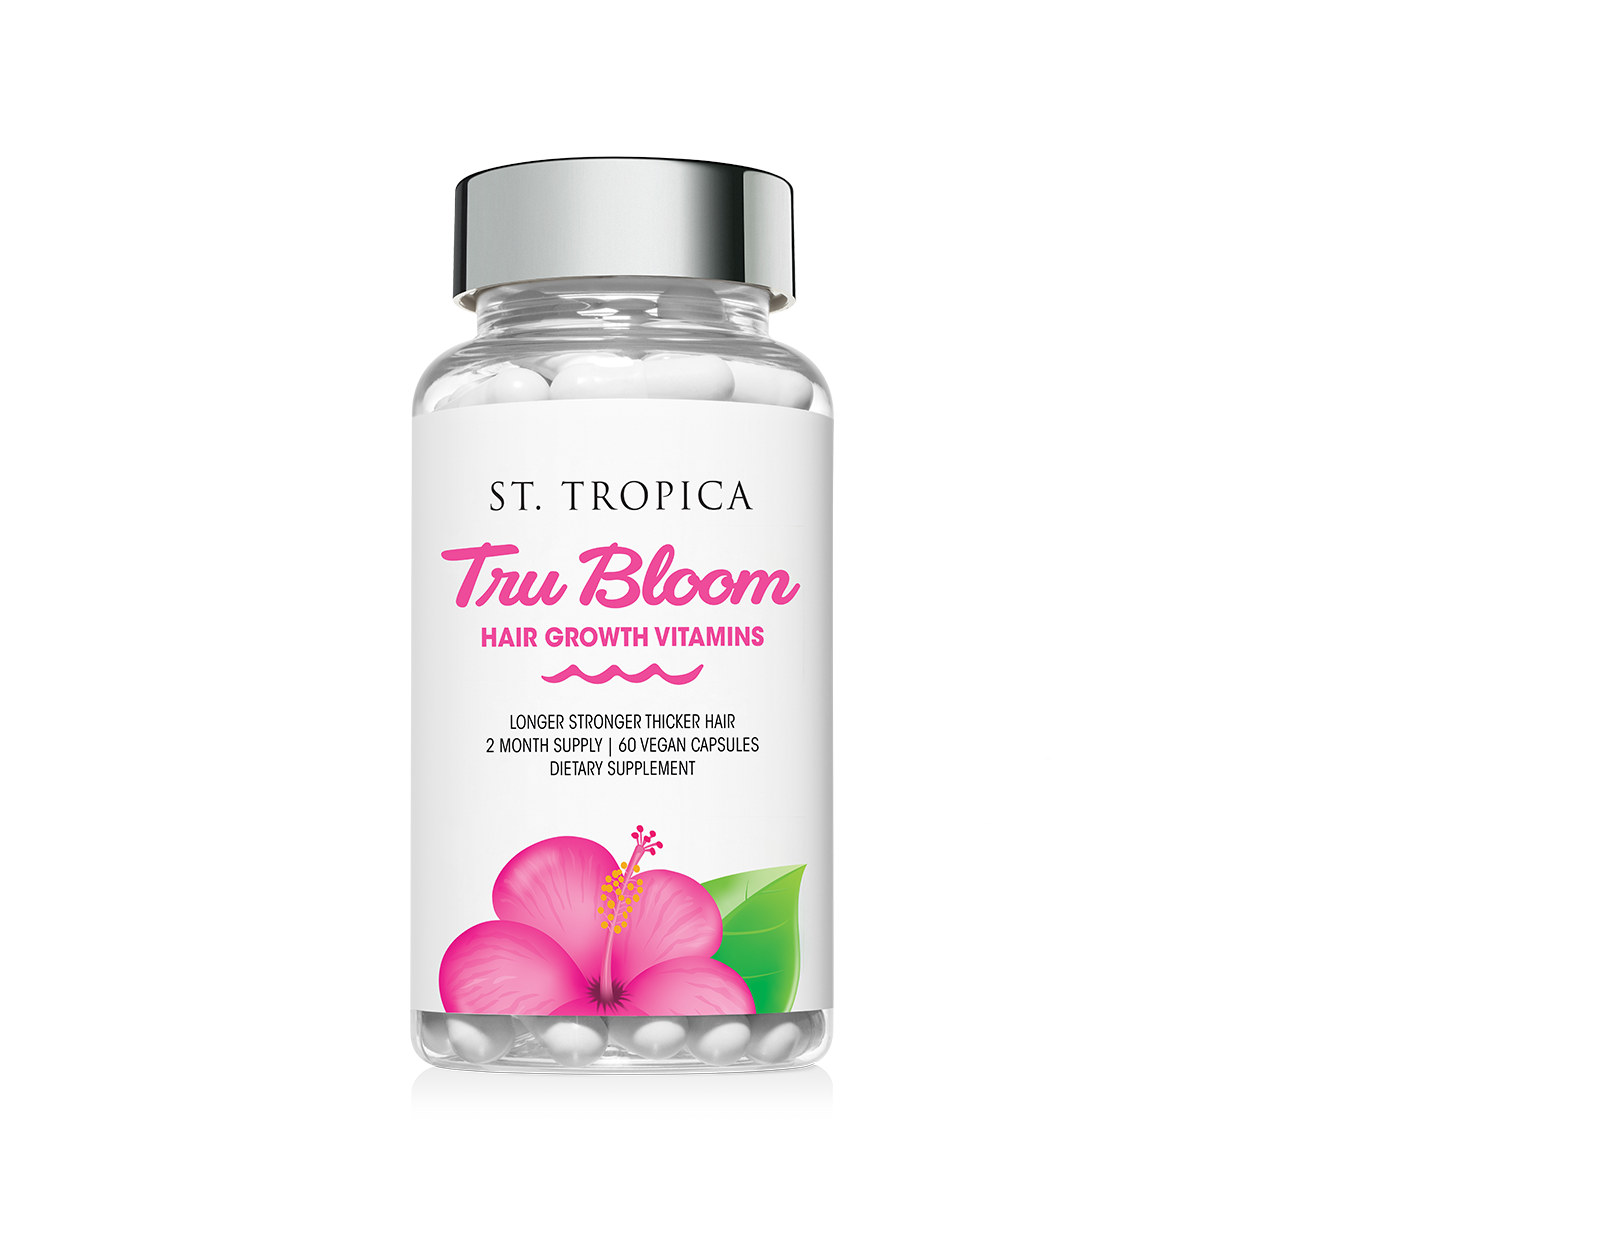 ST. TROPICA
Tru Bloom
HAIR GROWTH VITAMINS
LONGER STRONGER THICKER HAIR
2 MONTH SUPPLY | 60 VEGAN CAPSULES
DIETARY SUPPLEMENT